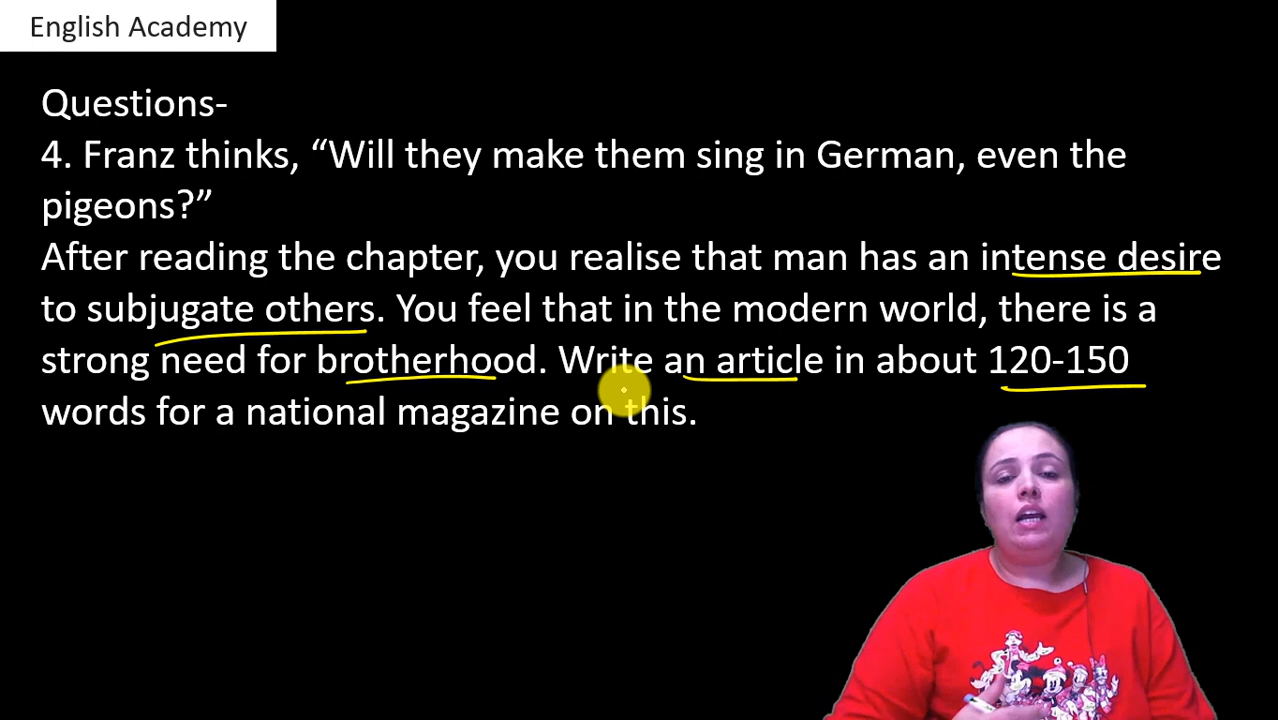 English Academy
Questions-
4. Franz thinks, “Will they make them sing in German, even the
pigeons?”
After reading the chapter, you realise that man has an intense desire
to subjugate others. You feel that in the modern world, there is a
strong need for brotherhood. Write an article in about 120-150
words for a national magazine on this.